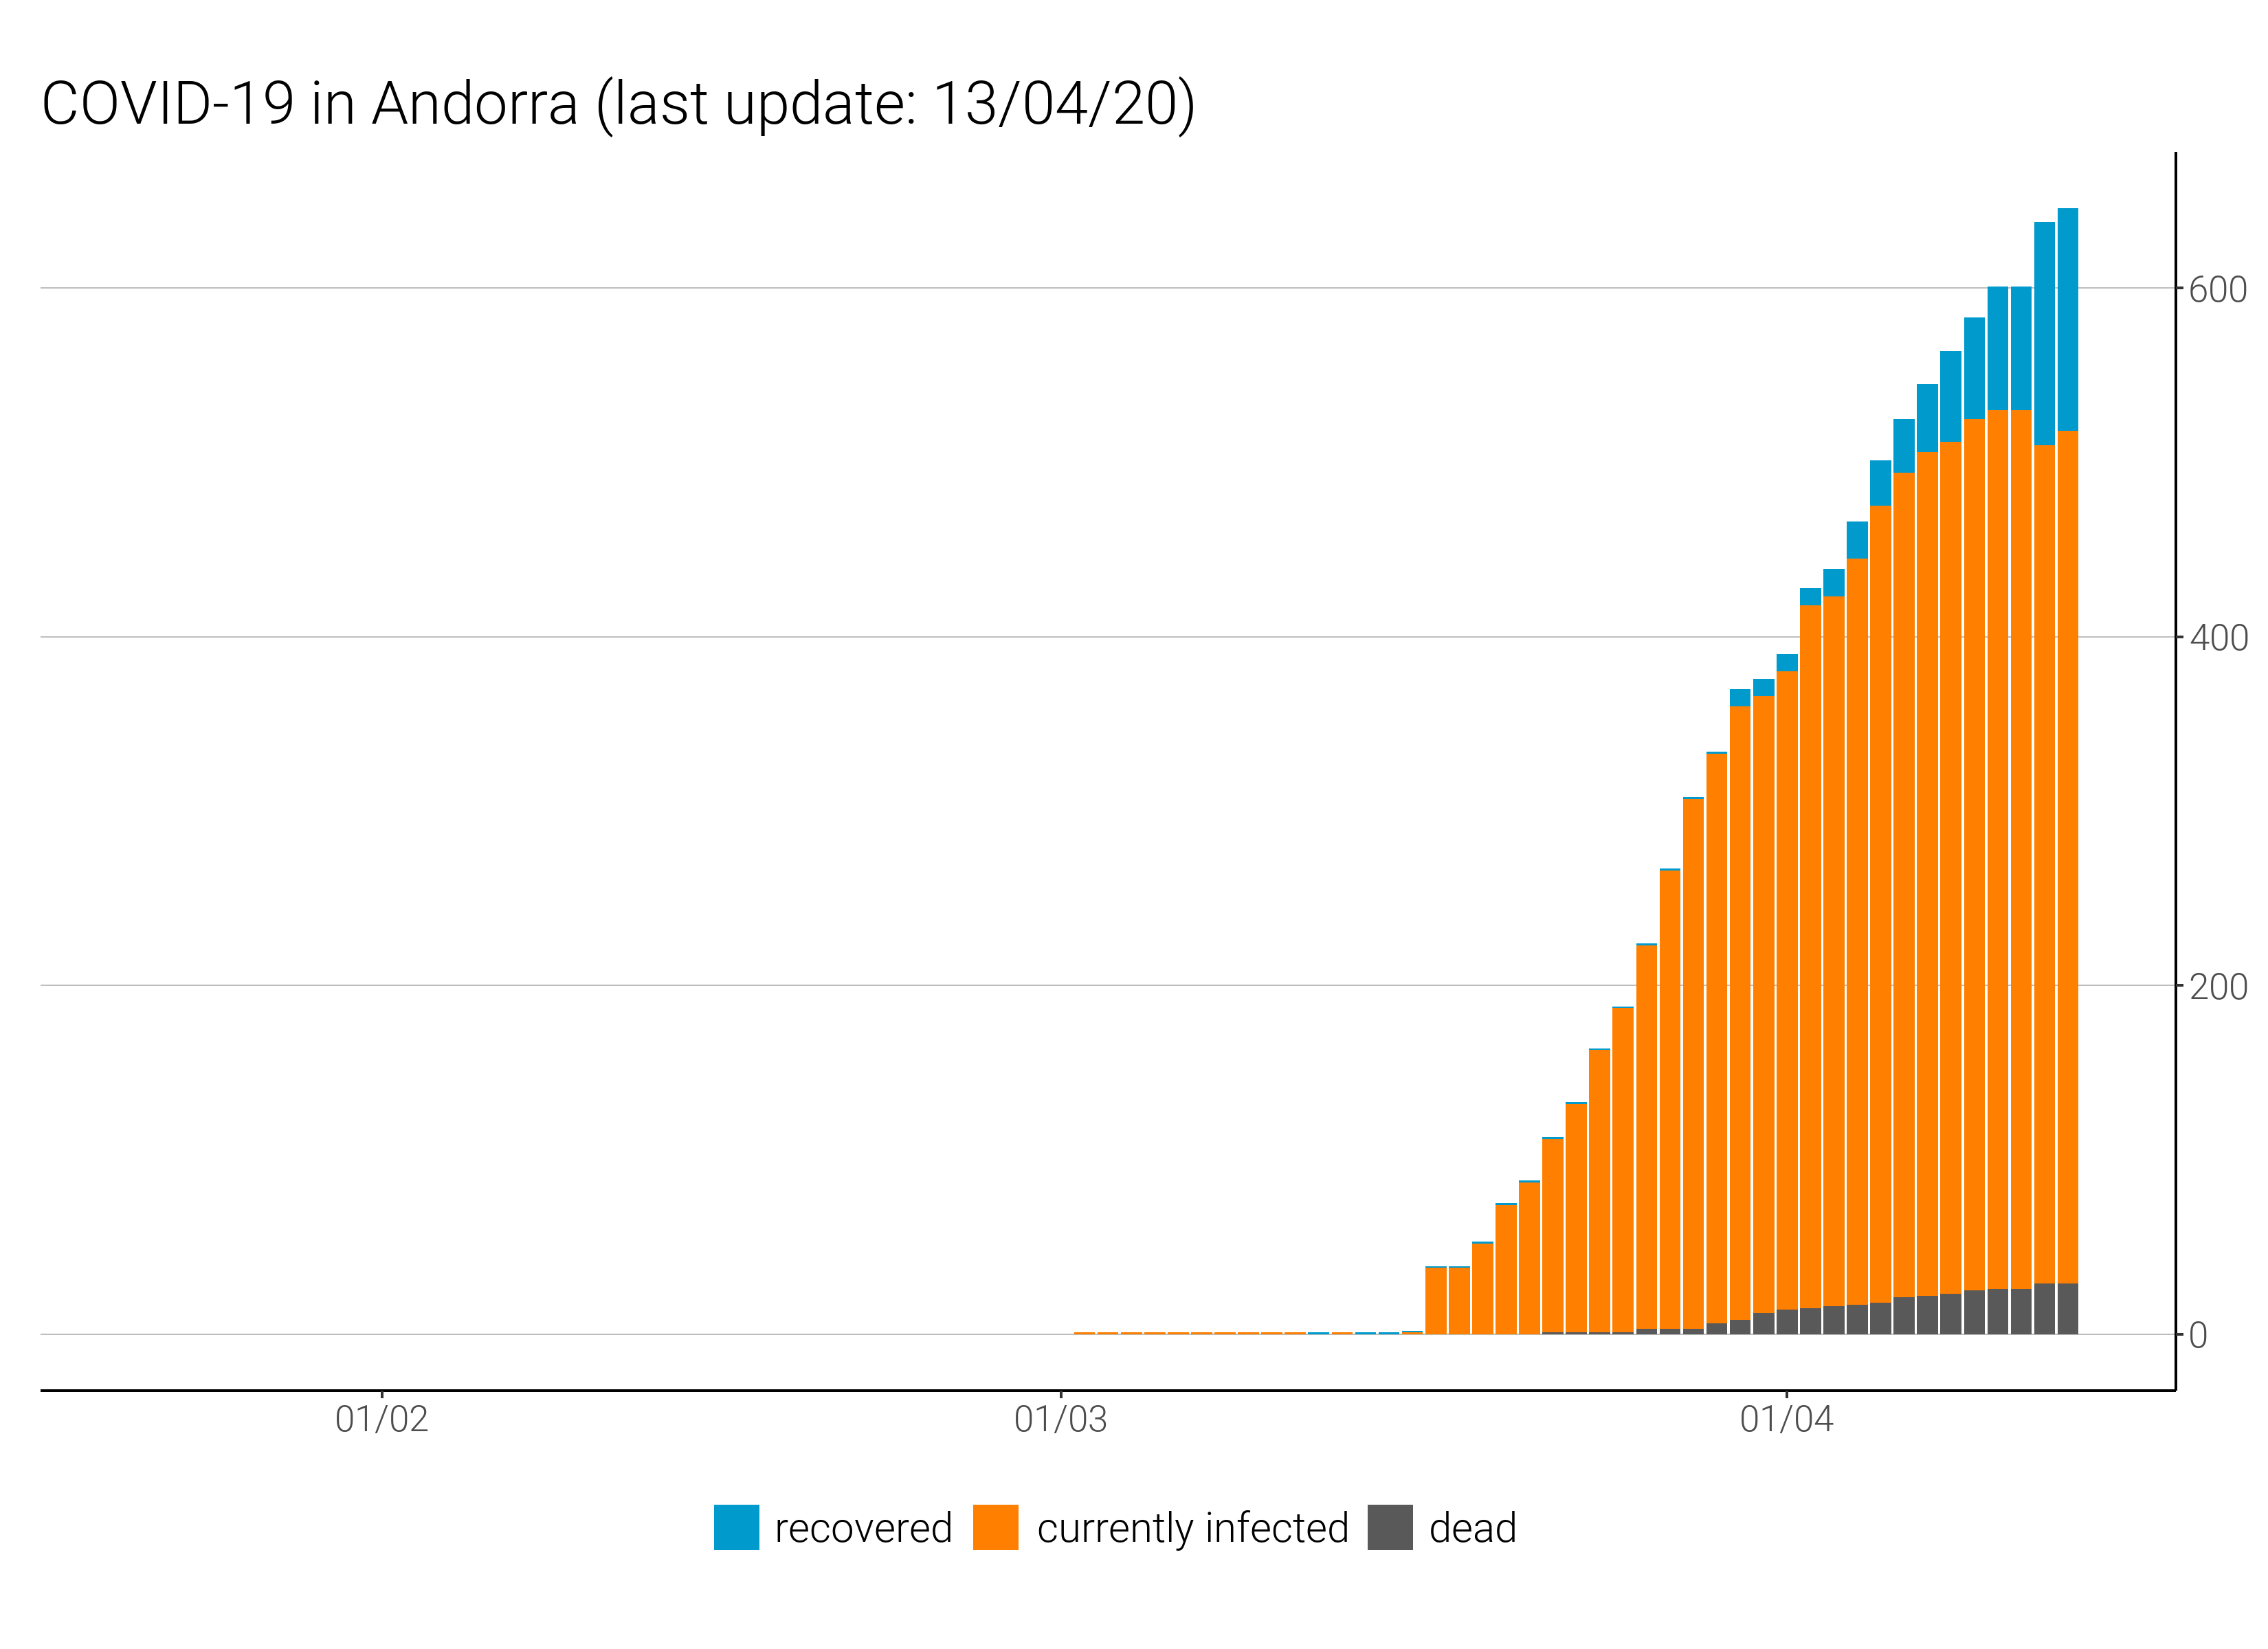 COVID-19 in Andorra (last update: 13/04/20)
600
400
200
0
01/02 01/03 01/04
recovered currently infected dead